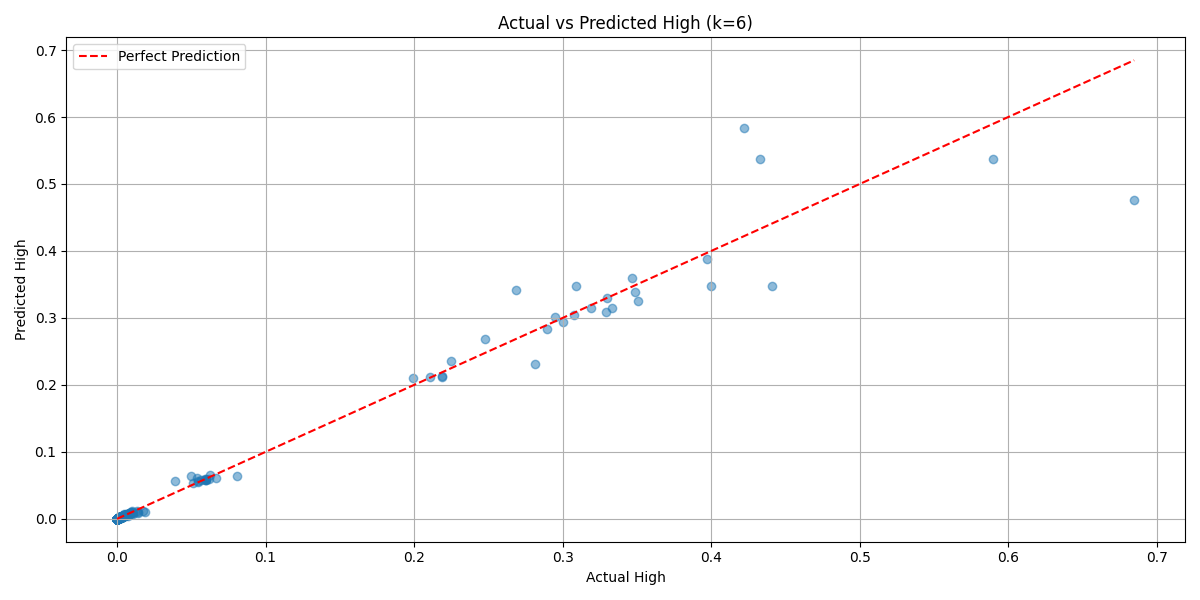 Actual vs Predicted High (k=6)
Perfect Prediction
Predicted High
0.7
0.6
0.5
0.4
0.3
0.2
0.1
0.0
0.0 0.1 0.2 0.3 0.4 0.5 0.6 0.7
Actual High